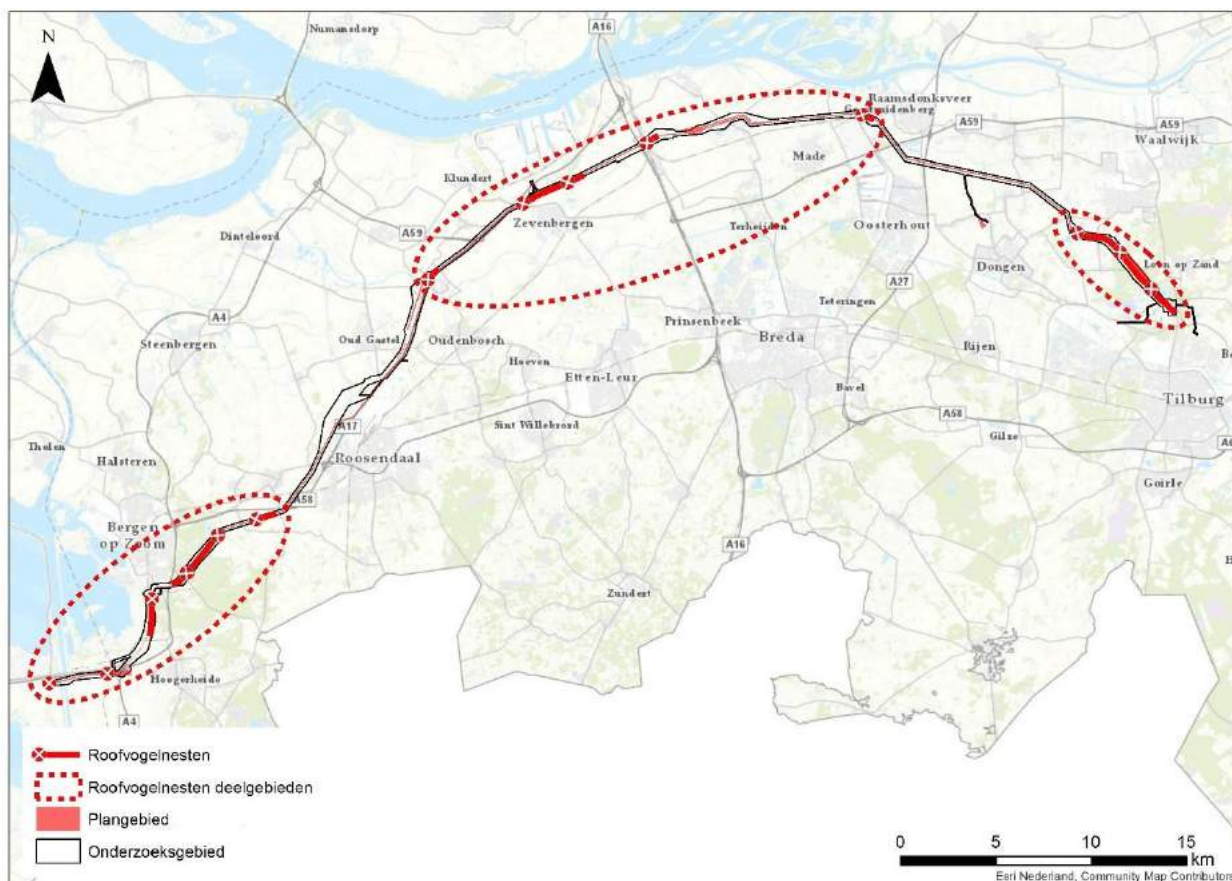 N
Numansdorp
A16
Raamsdonksveer
Geertruidenberg
A59
A59
Waalwijk
Made
Klundert
Zevenbergen
Dinteloord
A59
Terheijden
Oosterhout
Dongen
Loon op Zand
A4
A27
Teteringen
Steenbergen
Oud Gastel
Oudenbosch
Prinsenbeek
Breda
Hoeven
Etten-Leur
Rijen
Bavel
Tilburg
A17
Sint Willebrord
A58
Gilze
Tholen
Halsteren
Roosendaal
Goirle
A58
Bergen
op Zoom
A16
Zundert
Hoogerheide
A4
Roofvogelnesten
Roofvogelnesten deelgebieden
Plangebied
Onderzoeksgebied
0 5 10 15
km
Esri Nederland, Community Map Contributors